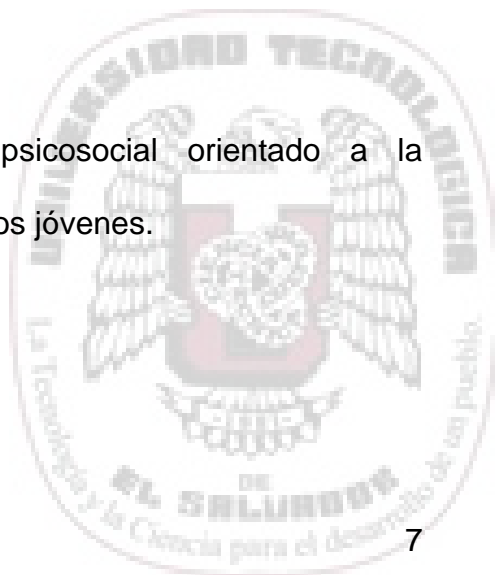 UNIVERSIDAD TECNOLOGICA
psicosocial orientado a la
os jóvenes.
La Tecnología y la Ciencia para el desarrollo de un pueblo.
DE
EL SALVADOR
7